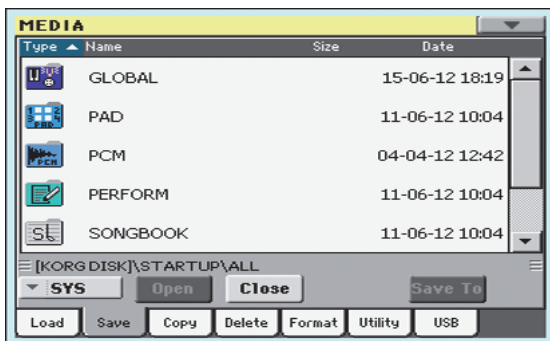 MEDIA
Type Name Size Date
GLOBAL 15-06-12 18:19
PAD 11-06-12 10:04
PCM 04-04-12 12:42
PERFORM 11-06-12 10:04
SONGBOOK 11-06-12 10:04
[KORG DISK]\STARTUP\ALL
SYS Open Close Save To
Load Save Copy Delete Format Utility USB